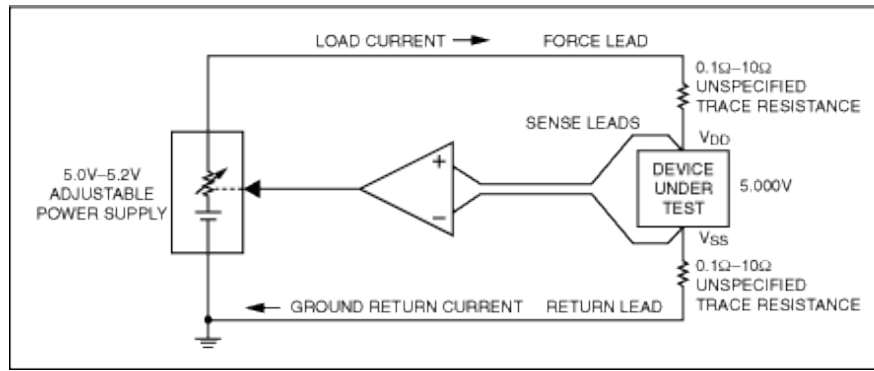 LOAD CURRENT
FORCE LEAD
0.1Ω–10Ω
UNSPECIFIED
TRACE RESISTANCE
SENSE LEADS
VDD
5.0V–5.2V
ADJUSTABLE
POWER SUPPLY
+
–
DEVICE
UNDER
TEST
5.000V
VSS
0.1Ω–10Ω
UNSPECIFIED
TRACE RESISTANCE
GROUND RETURN CURRENT
RETURN LEAD